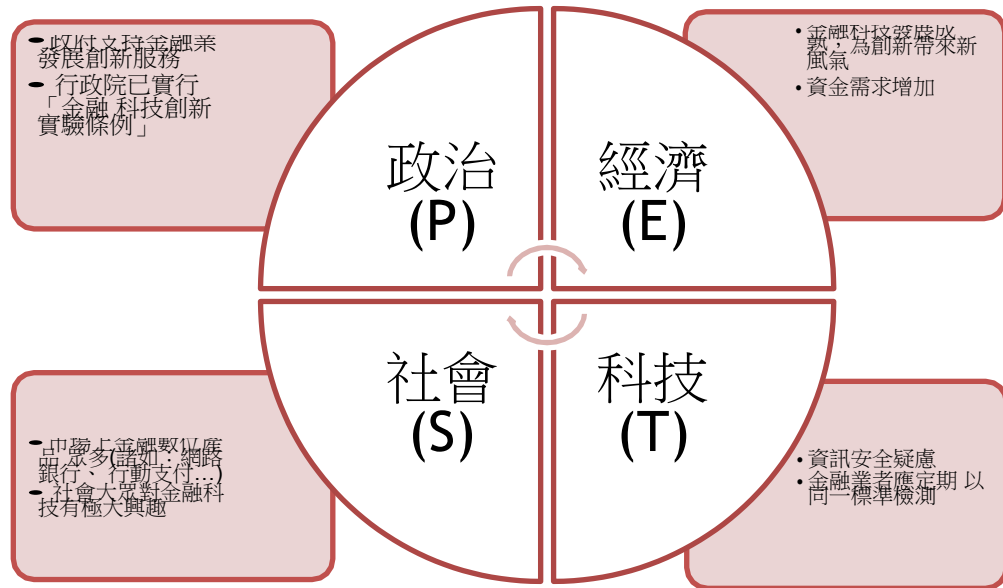 • 政府支持金融業
發展創新服務
• 行政院已實行
「金融 科技創新
實驗條例」
• 金融科技發展成
熟，為創新帶來新
風氣
• 資金需求增加
政治
(P)
經濟
(E)
社會
(S)
科技
(T)
• 市場上金融數位產
品 眾多(諸如：網路
銀行、 行動支付...)
• 社會大眾對金融科
技有極大興趣
• 資訊安全疑慮
• 金融業者應定期 以
同一標準檢測